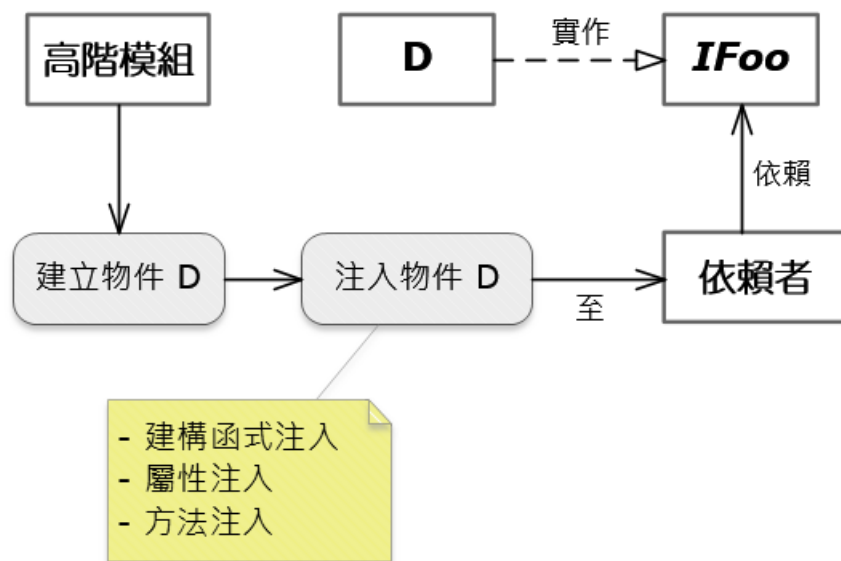 高階模組
D
實作
IFoo
依賴
建立物件 D
注入物件 D
至
依賴者
- 建構函式注入
- 屬性注入
- 方法注入